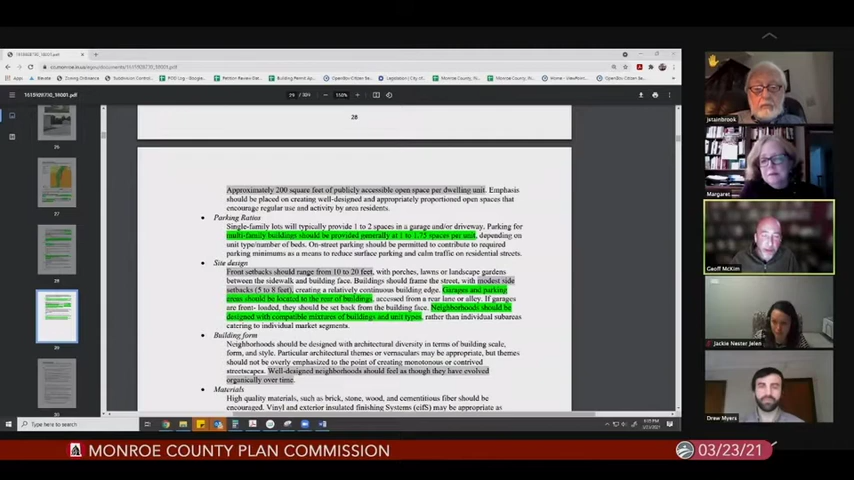 1615928730_10001.pdf
29
150%
26
27
28
29
30
28
Approximately 200 square feet of publicly accessible open space per dwelling unit. Emphasis
should be placed on creating well-designed and appropriately proportioned open spaces that
encourage regular use and activity by area residents.
Parking Ratios
Single-family lots will typically provide 1 to 2 spaces in a garage and/or driveway. Parking for
multi-family buildings should be provided generally at 1 to 1.75 spaces per unit, depending on
unit type/number of beds. On-street parking should be permitted to contribute to required
parking minimums as a means to reduce surface parking and calm traffic on residential streets.
Site design
Front setbacks should range from 10 to 20 feet, with porches, lawns or landscape gardens
between the sidewalk and building face. Buildings should frame the street, with modest side
setbacks (5 to 8 feet), creating a relatively continuous building edge. Garages and parking
areas should be located to the rear of buildings, accessed from a rear lane or alley. If garages
are front- loaded, they should be set back from the building face. Neighborhoods should be
designed with compatible mixtures of buildings and unit types, rather than individual subareas
catering to individual market segments.
Building form
Neighborhoods should be designed with architectural diversity in terms of building scale,
form, and style. Particular architectural themes or vernaculars may be appropriate, but themes
should not be overly emphasized to the point of creating monotonous or contrived
streetscapes. Well-designed neighborhoods should feel as though they have evolved
organically over time.
Materials
High quality materials, such as brick, stone, wood, and cementitious fiber should be
encouraged. Vinyl and exterior insulated finishing Systems (eifS) may be appropriate as
Type here to search
jstainbrook
Margaret
Geoff McKim
Jackie Nester Jelen
Drew Myers
MONROE COUNTY PLAN COMMISSION
03/23/21